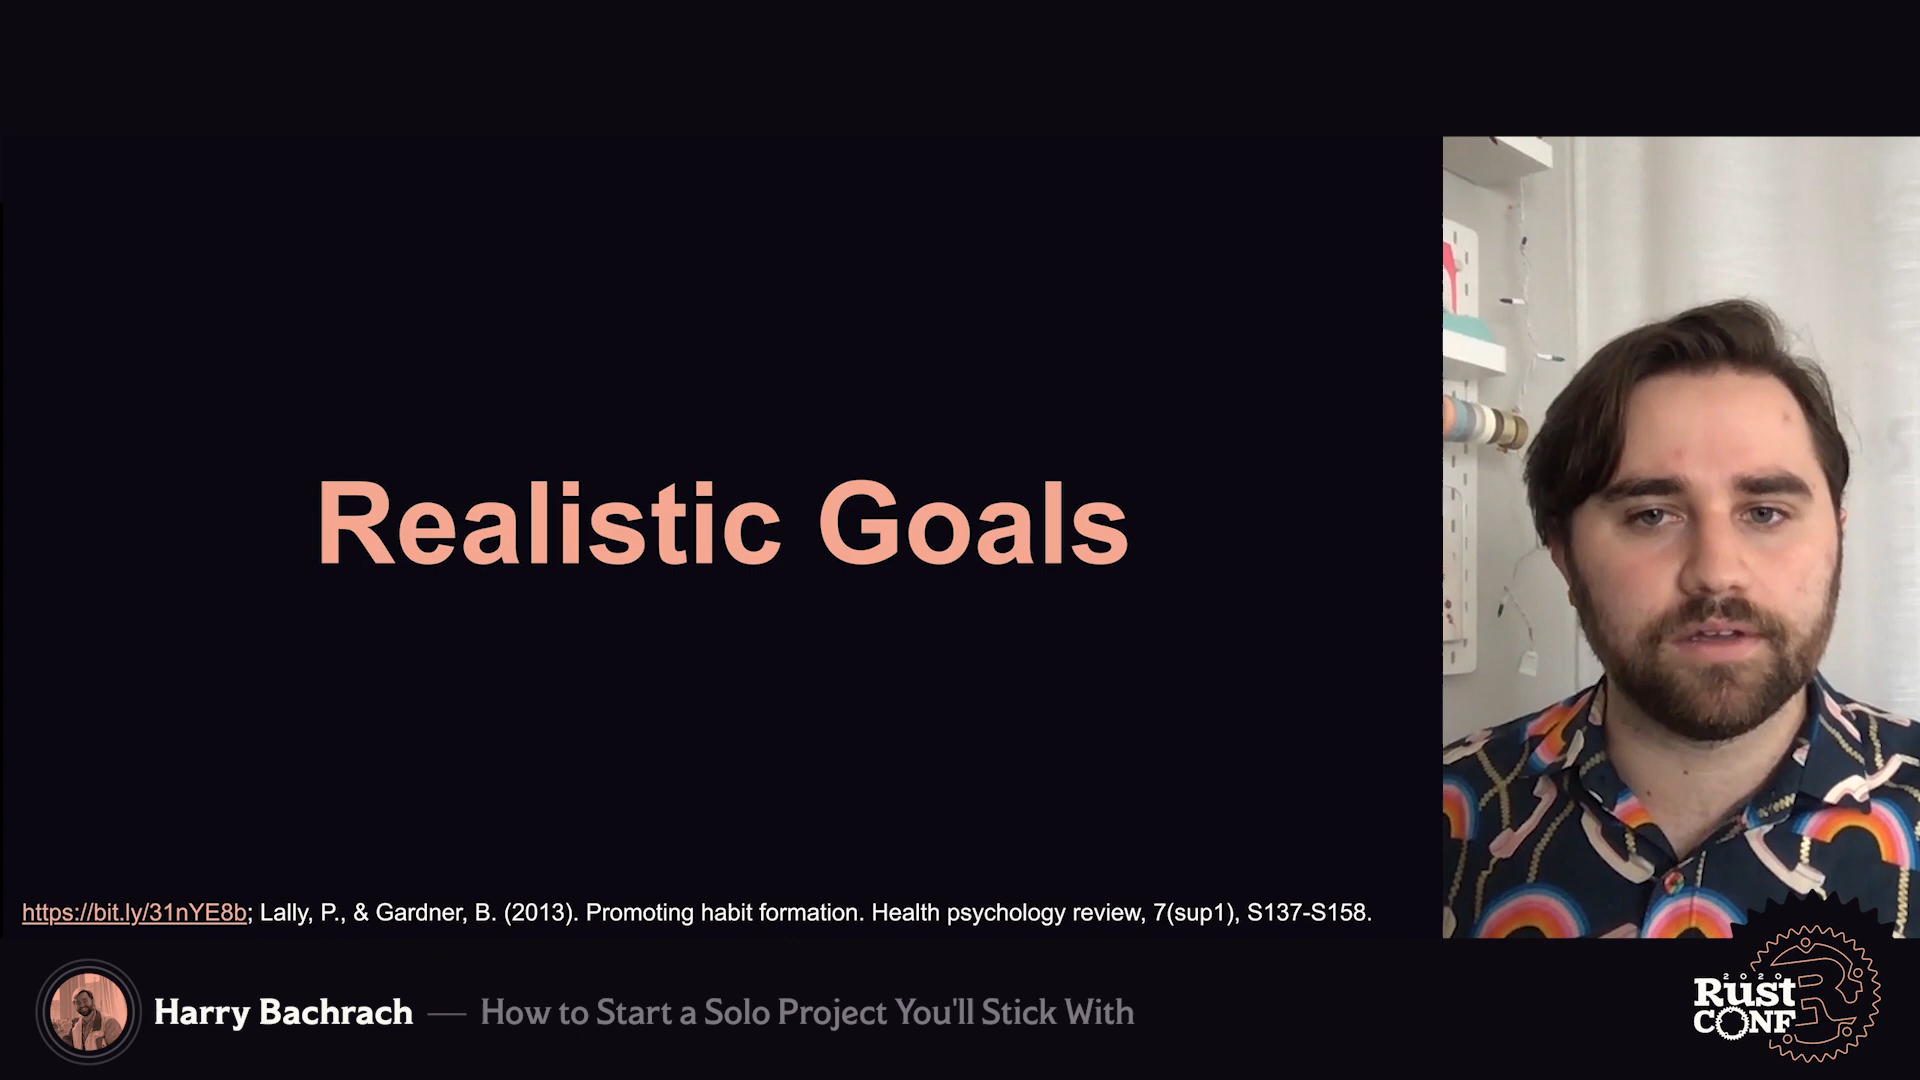 Realistic Goals
https://bit.ly/31nYE8b; Lally, P., & Gardner, B. (2013). Promoting habit formation. Health psychology review, 7(sup1), S137-S158.
Harry Bachrach — How to Start a Solo Project You'll Stick With
2020
RUST
CONF